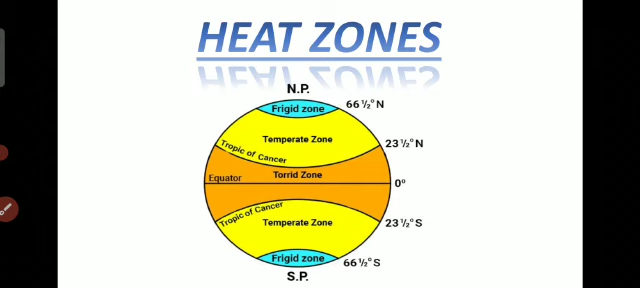 HEAT ZONES
N.P.
Frigid zone
66 ½° N
Temperate Zone
23 ½° N
Tropic of Cancer
Torrid Zone
Equator
0°
Tropic of Cancer
23 ½° S
Temperate Zone
Frigid zone
66 ½° S
S.P.